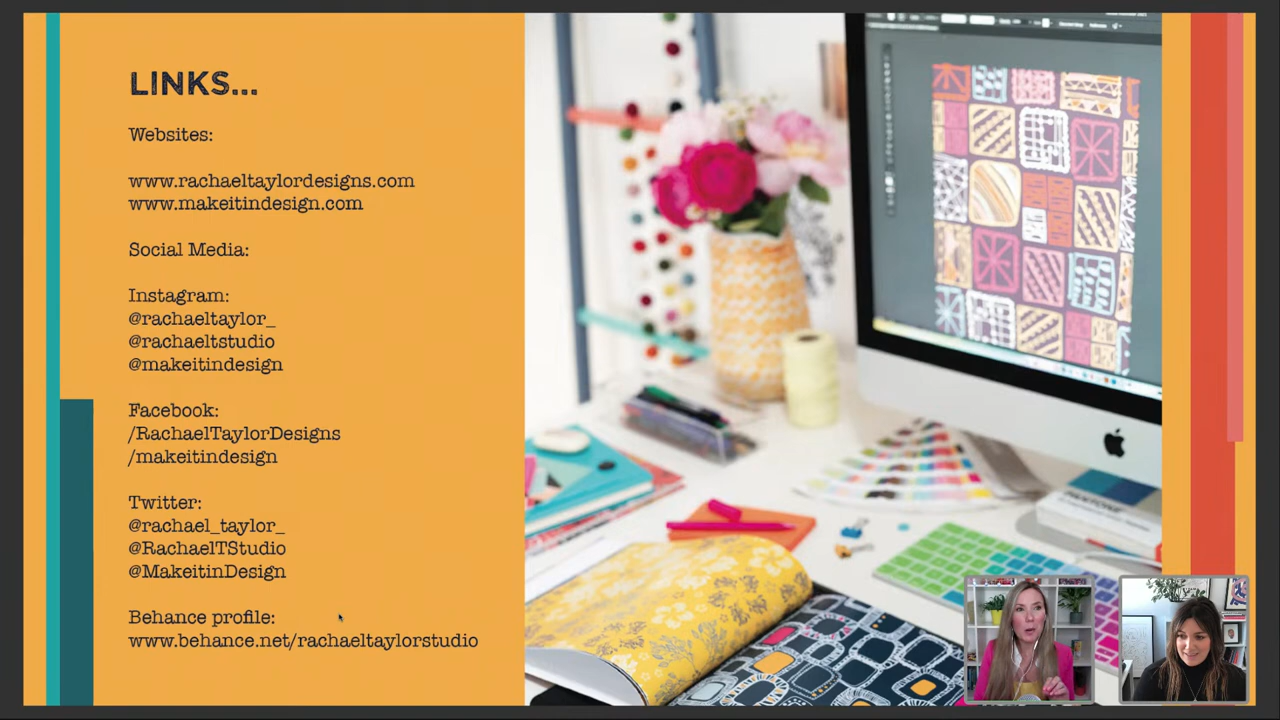 LINKS...
Websites:
www.rachaeltaylordesigns.com
www.makeitindesign.com
Social Media:
Instagram:
@rachaeltaylor_
@rachaeltstudio
@makeitindesign
Facebook:
/RachaelTaylorDesigns
/makeitindesign
Twitter:
@rachael_taylor_
@RachaelTStudio
@MakeitinDesign
Behance profile:
www.behance.net/rachaeltaylorstudio
PANTONE